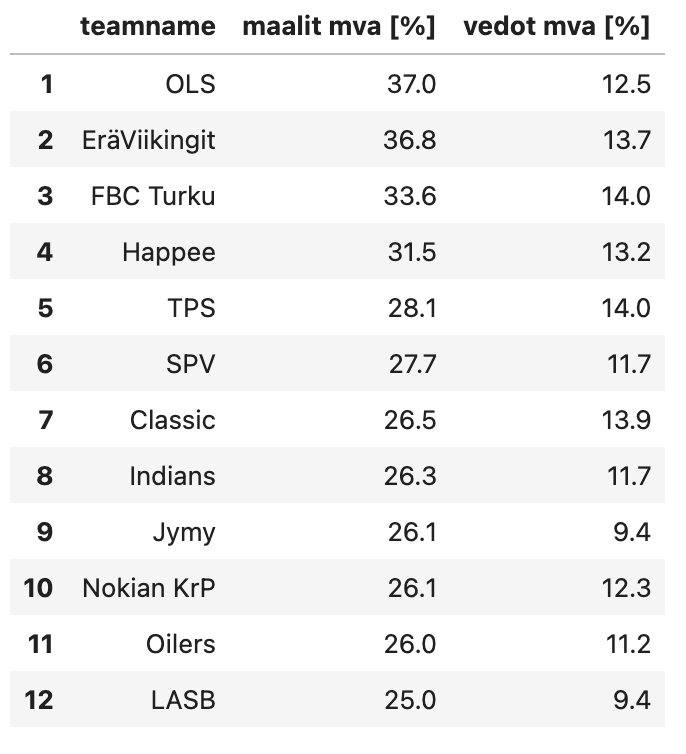 teamname maalit mva [%] vedot mva [%]
1 OLS 37.0 12.5
2 EräViikingit 36.8 13.7
3 FBC Turku 33.6 14.0
4 Happee 31.5 13.2
5 TPS 28.1 14.0
6 SPV 27.7 11.7
7 Classic 26.5 13.9
8 Indians 26.3 11.7
9 Jymy 26.1 9.4
10 Nokian KrP 26.1 12.3
11 Oilers 26.0 11.2
12 LASB 25.0 9.4